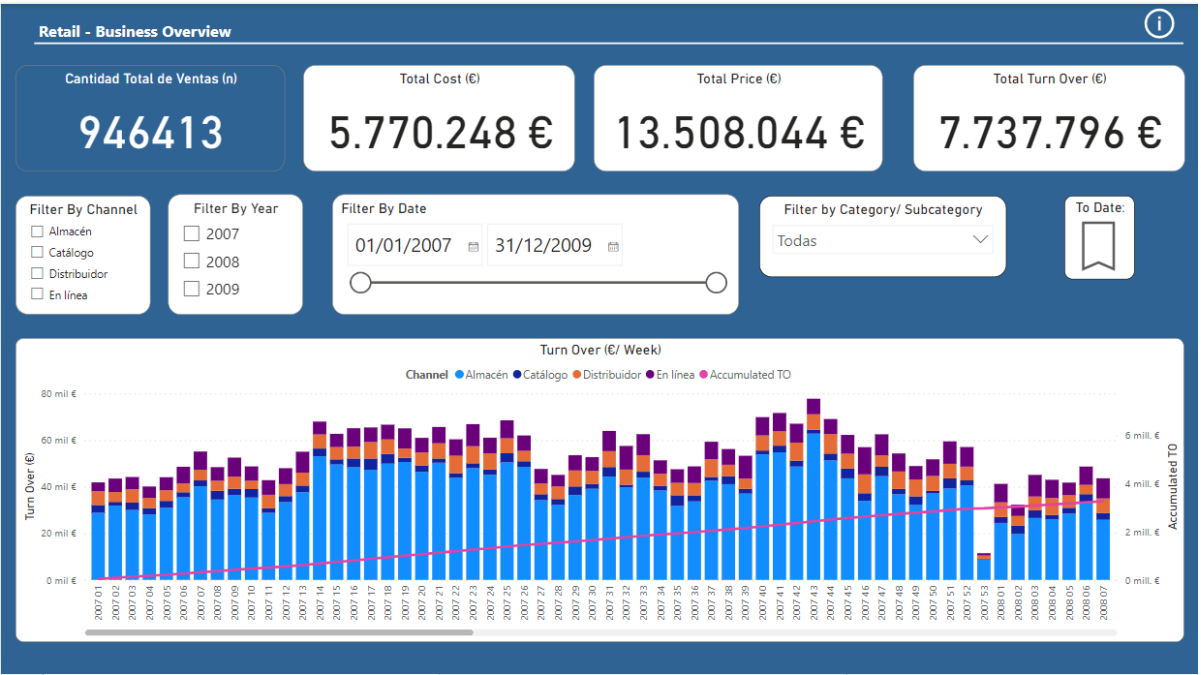 Retail - Business Overview
Cantidad Total de Ventas (n)
946413
Total Cost (€)
5.770.248 €
Total Price (€)
13.508.044 €
Total Turn Over (€)
7.737.796 €
Filter By Channel
Almacén
Catálogo
Distribuidor
En línea
Filter By Year
2007
2008
2009
Filter By Date
01/01/2007
31/12/2009
Filter by Category/ Subcategory
Todas
To Date:
Turn Over (€/ Week)
Channel Almacén Catálogo Distribuidor En línea Accumulated TO
Turn Over (€)
80 mil €
60 mil €
40 mil €
20 mil €
0 mil €
6 mill. €
4 mill. €
2 mill. €
0 mill. €
Accumulated TO
2007 01
2007 02
2007 03
2007 04
2007 05
2007 06
2007 07
2007 08
2007 09
2007 10
2007 11
2007 12
2007 13
2007 14
2007 15
2007 16
2007 17
2007 18
2007 19
2007 20
2007 21
2007 22
2007 23
2007 24
2007 25
2007 26
2007 27
2007 28
2007 29
2007 30
2007 31
2007 32
2007 33
2007 34
2007 35
2007 36
2007 37
2007 38
2007 39
2007 40
2007 41
2007 42
2007 43
2007 44
2007 45
2007 46
2007 47
2007 48
2007 49
2007 50
2007 51
2007 52
2007 53
2008 01
2008 02
2008 03
2008 04
2008 05
2008 06
2008 07